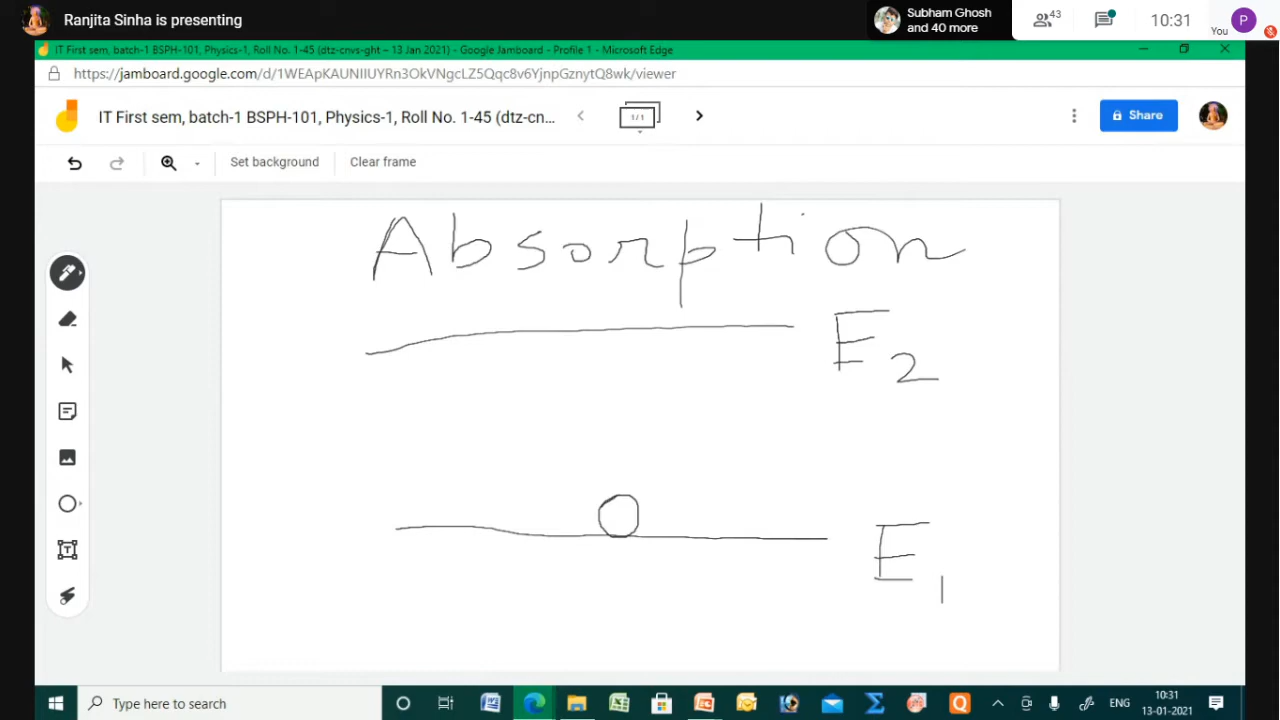 Ranjita Sinha is presenting
Subham Ghosh
and 40 more
43
10:31
You
P
IT First sem, batch-1 BSPH-101, Physics-1, Roll No. 1-45 (dtz-cnvs-ght – 13 Jan 2021) - Google Jamboard - Profile 1 - Microsoft Edge
https://jamboard.google.com/d/1WEApKAUNIIUYRn3OkVNgcLZ5Qqc8v6YjnpGznytQ8wk/viewer
IT First sem, batch-1 BSPH-101, Physics-1, Roll No. 1-45 (dtz-cn...
1/1
Share
Set background
Clear frame
Absorption
E2
E1
Type here to search
ENG
10:31
13-01-2021